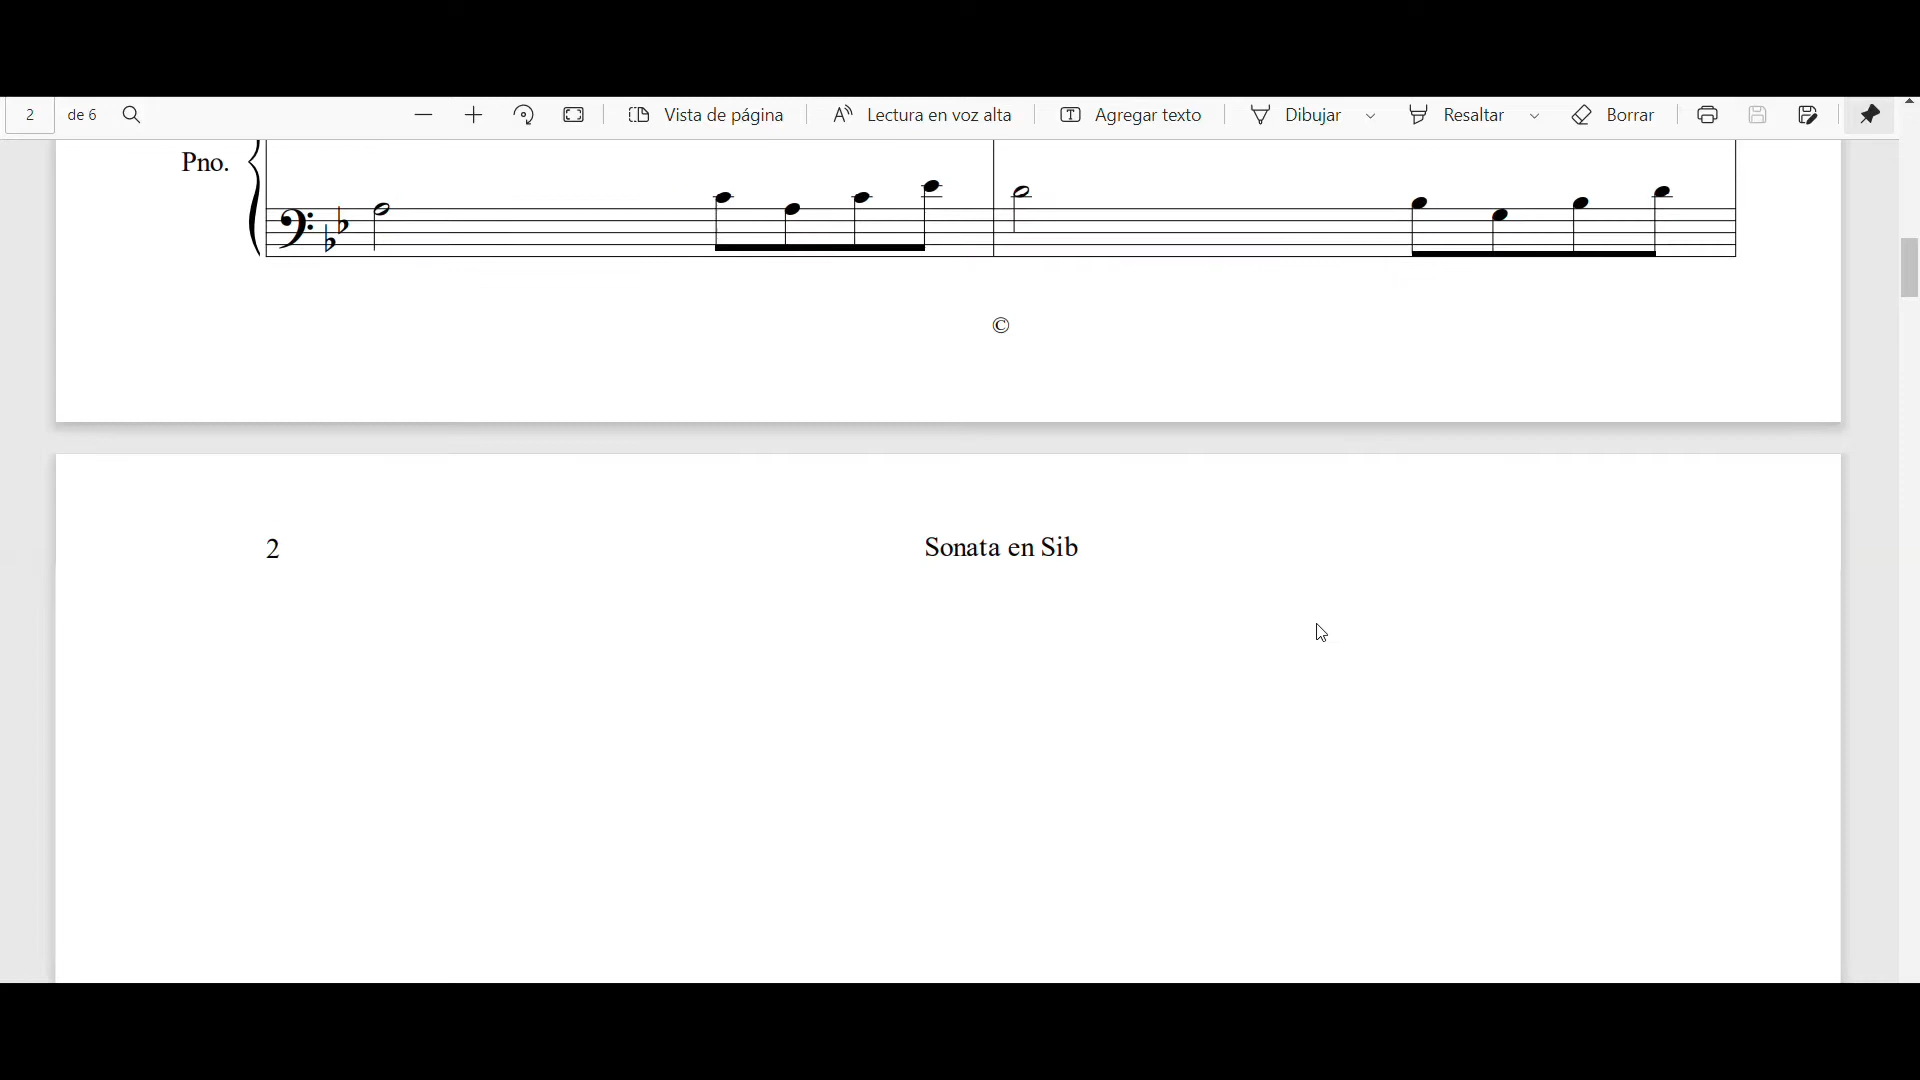 2 de 6 Vista de página Lectura en voz alta Agregar texto Dibujar Resaltar Borrar
Pno.
©
2 Sonata en Sib